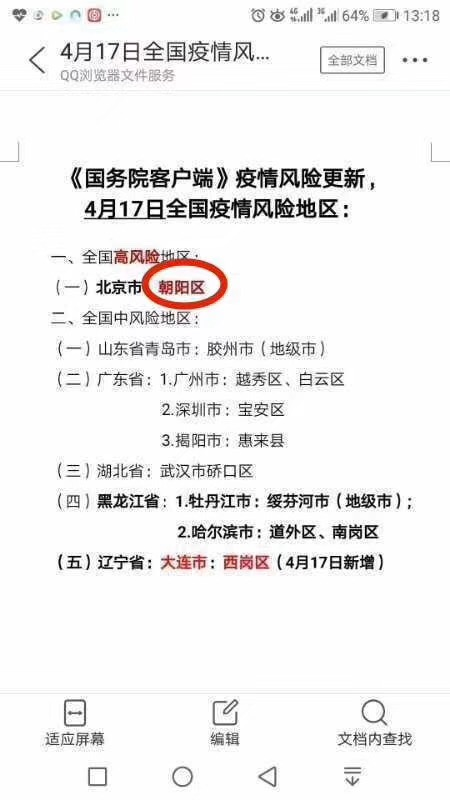 4G 3G 64% 13:18
4月17日全国疫情风... 全部文档
QQ浏览器文件服务
《国务院客户端》疫情风险更新，
4月17日全国疫情风险地区：
一、全国高风险地区：
（一）北京市 朝阳区
二、全国中风险地区：
（一）山东省青岛市：胶州市（地级市）
（二）广东省：1.广州市：越秀区、白云区
2.深圳市：宝安区
3.揭阳市：惠来县
（三）湖北省：武汉市硚口区
（四）黑龙江省：1.牡丹江市：绥芬河市（地级市）；
2.哈尔滨市：道外区、南岗区
（五）辽宁省：大连市：西岗区（4月17日新增）
适应屏幕 编辑 文档内查找